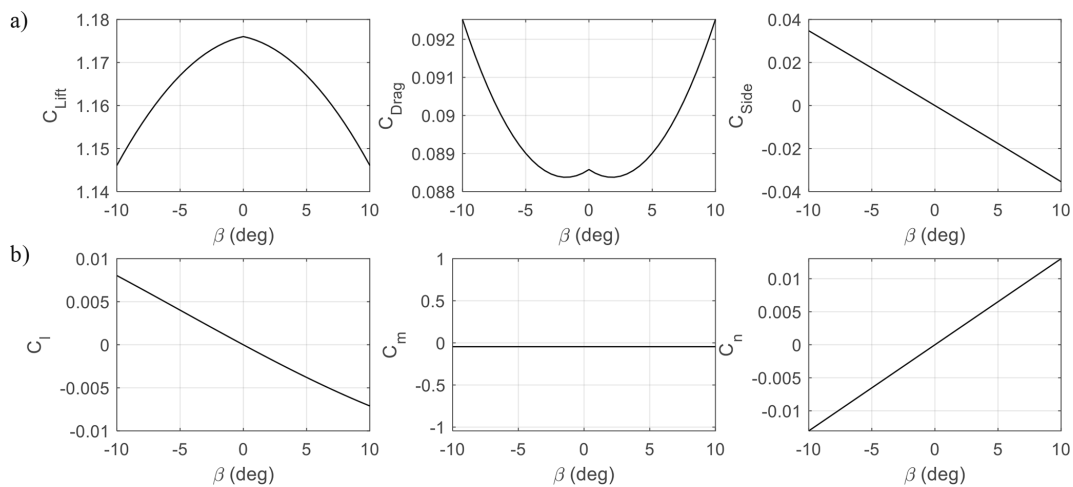 a)
1.18
1.17
1.16
1.15
1.14
C_Lift
-10 -5 0 5 10
β (deg)
0.092
0.091
0.09
0.089
0.088
C_Drag
-10 -5 0 5 10
β (deg)
0.04
0.02
0
-0.02
-0.04
C_Side
-10 -5 0 5 10
β (deg)
b)
0.01
0.005
0
-0.005
-0.01
C_l
-10 -5 0 5 10
β (deg)
1
0.5
0
-0.5
-1
C_m
-10 -5 0 5 10
β (deg)
0.01
0.005
0
-0.005
-0.01
C_n
-10 -5 0 5 10
β (deg)